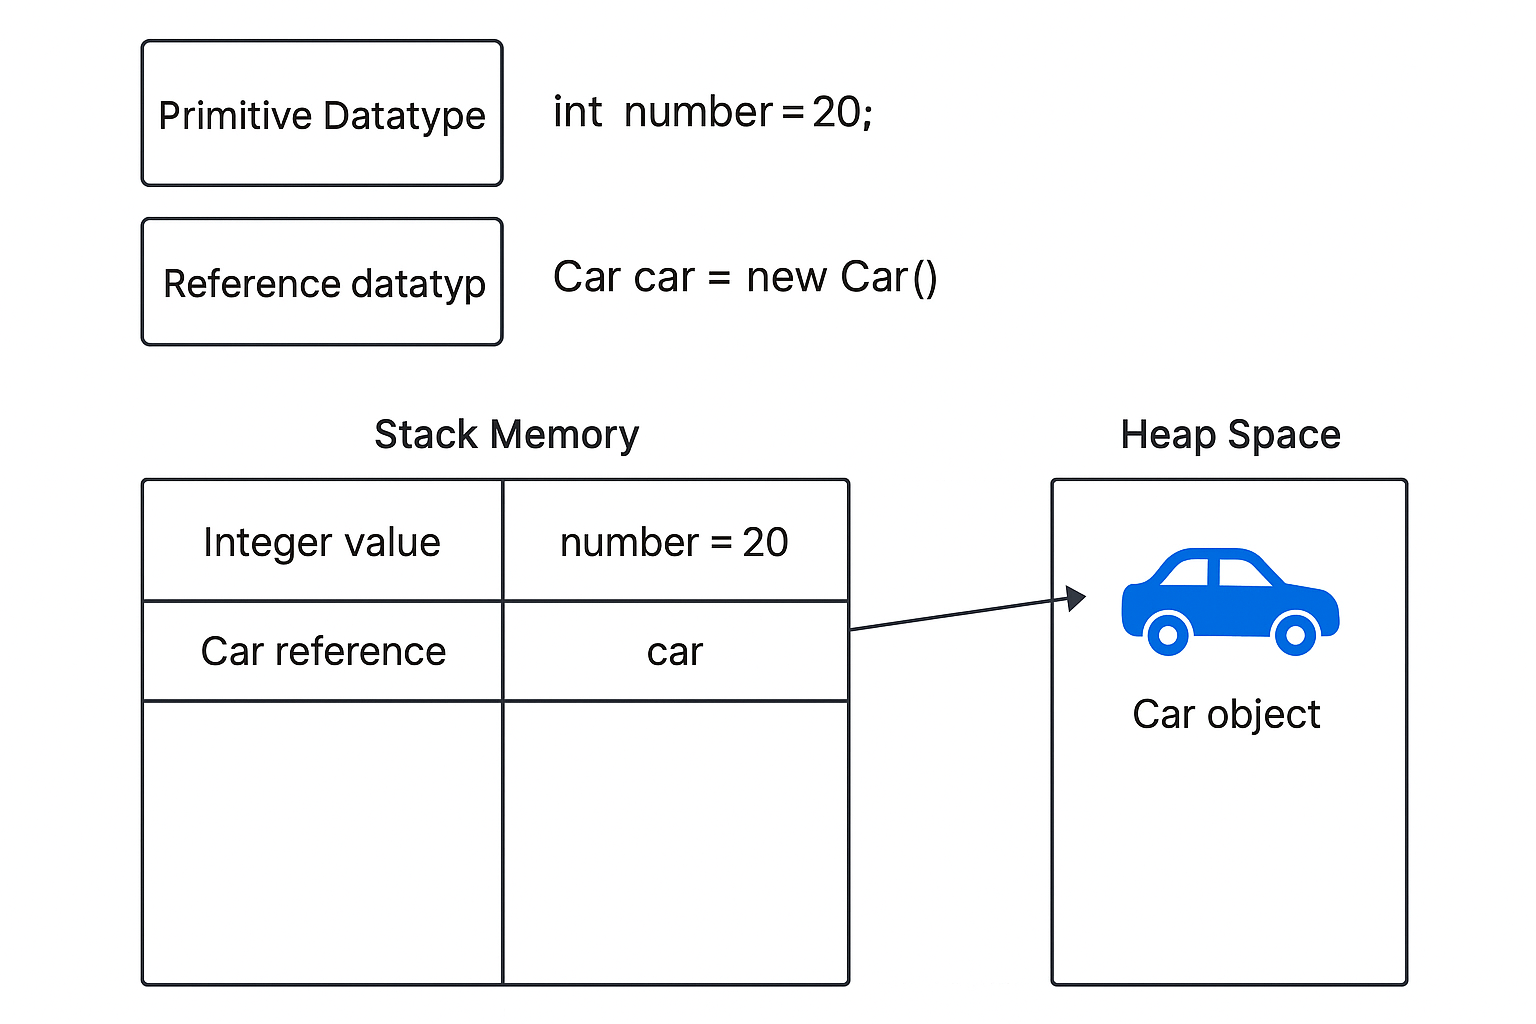 Primitive Datatype
int number = 20;
Reference datatyp
Car car = new Car()
Stack Memory
Heap Space
Integer value
number = 20
Car reference
car
Car object